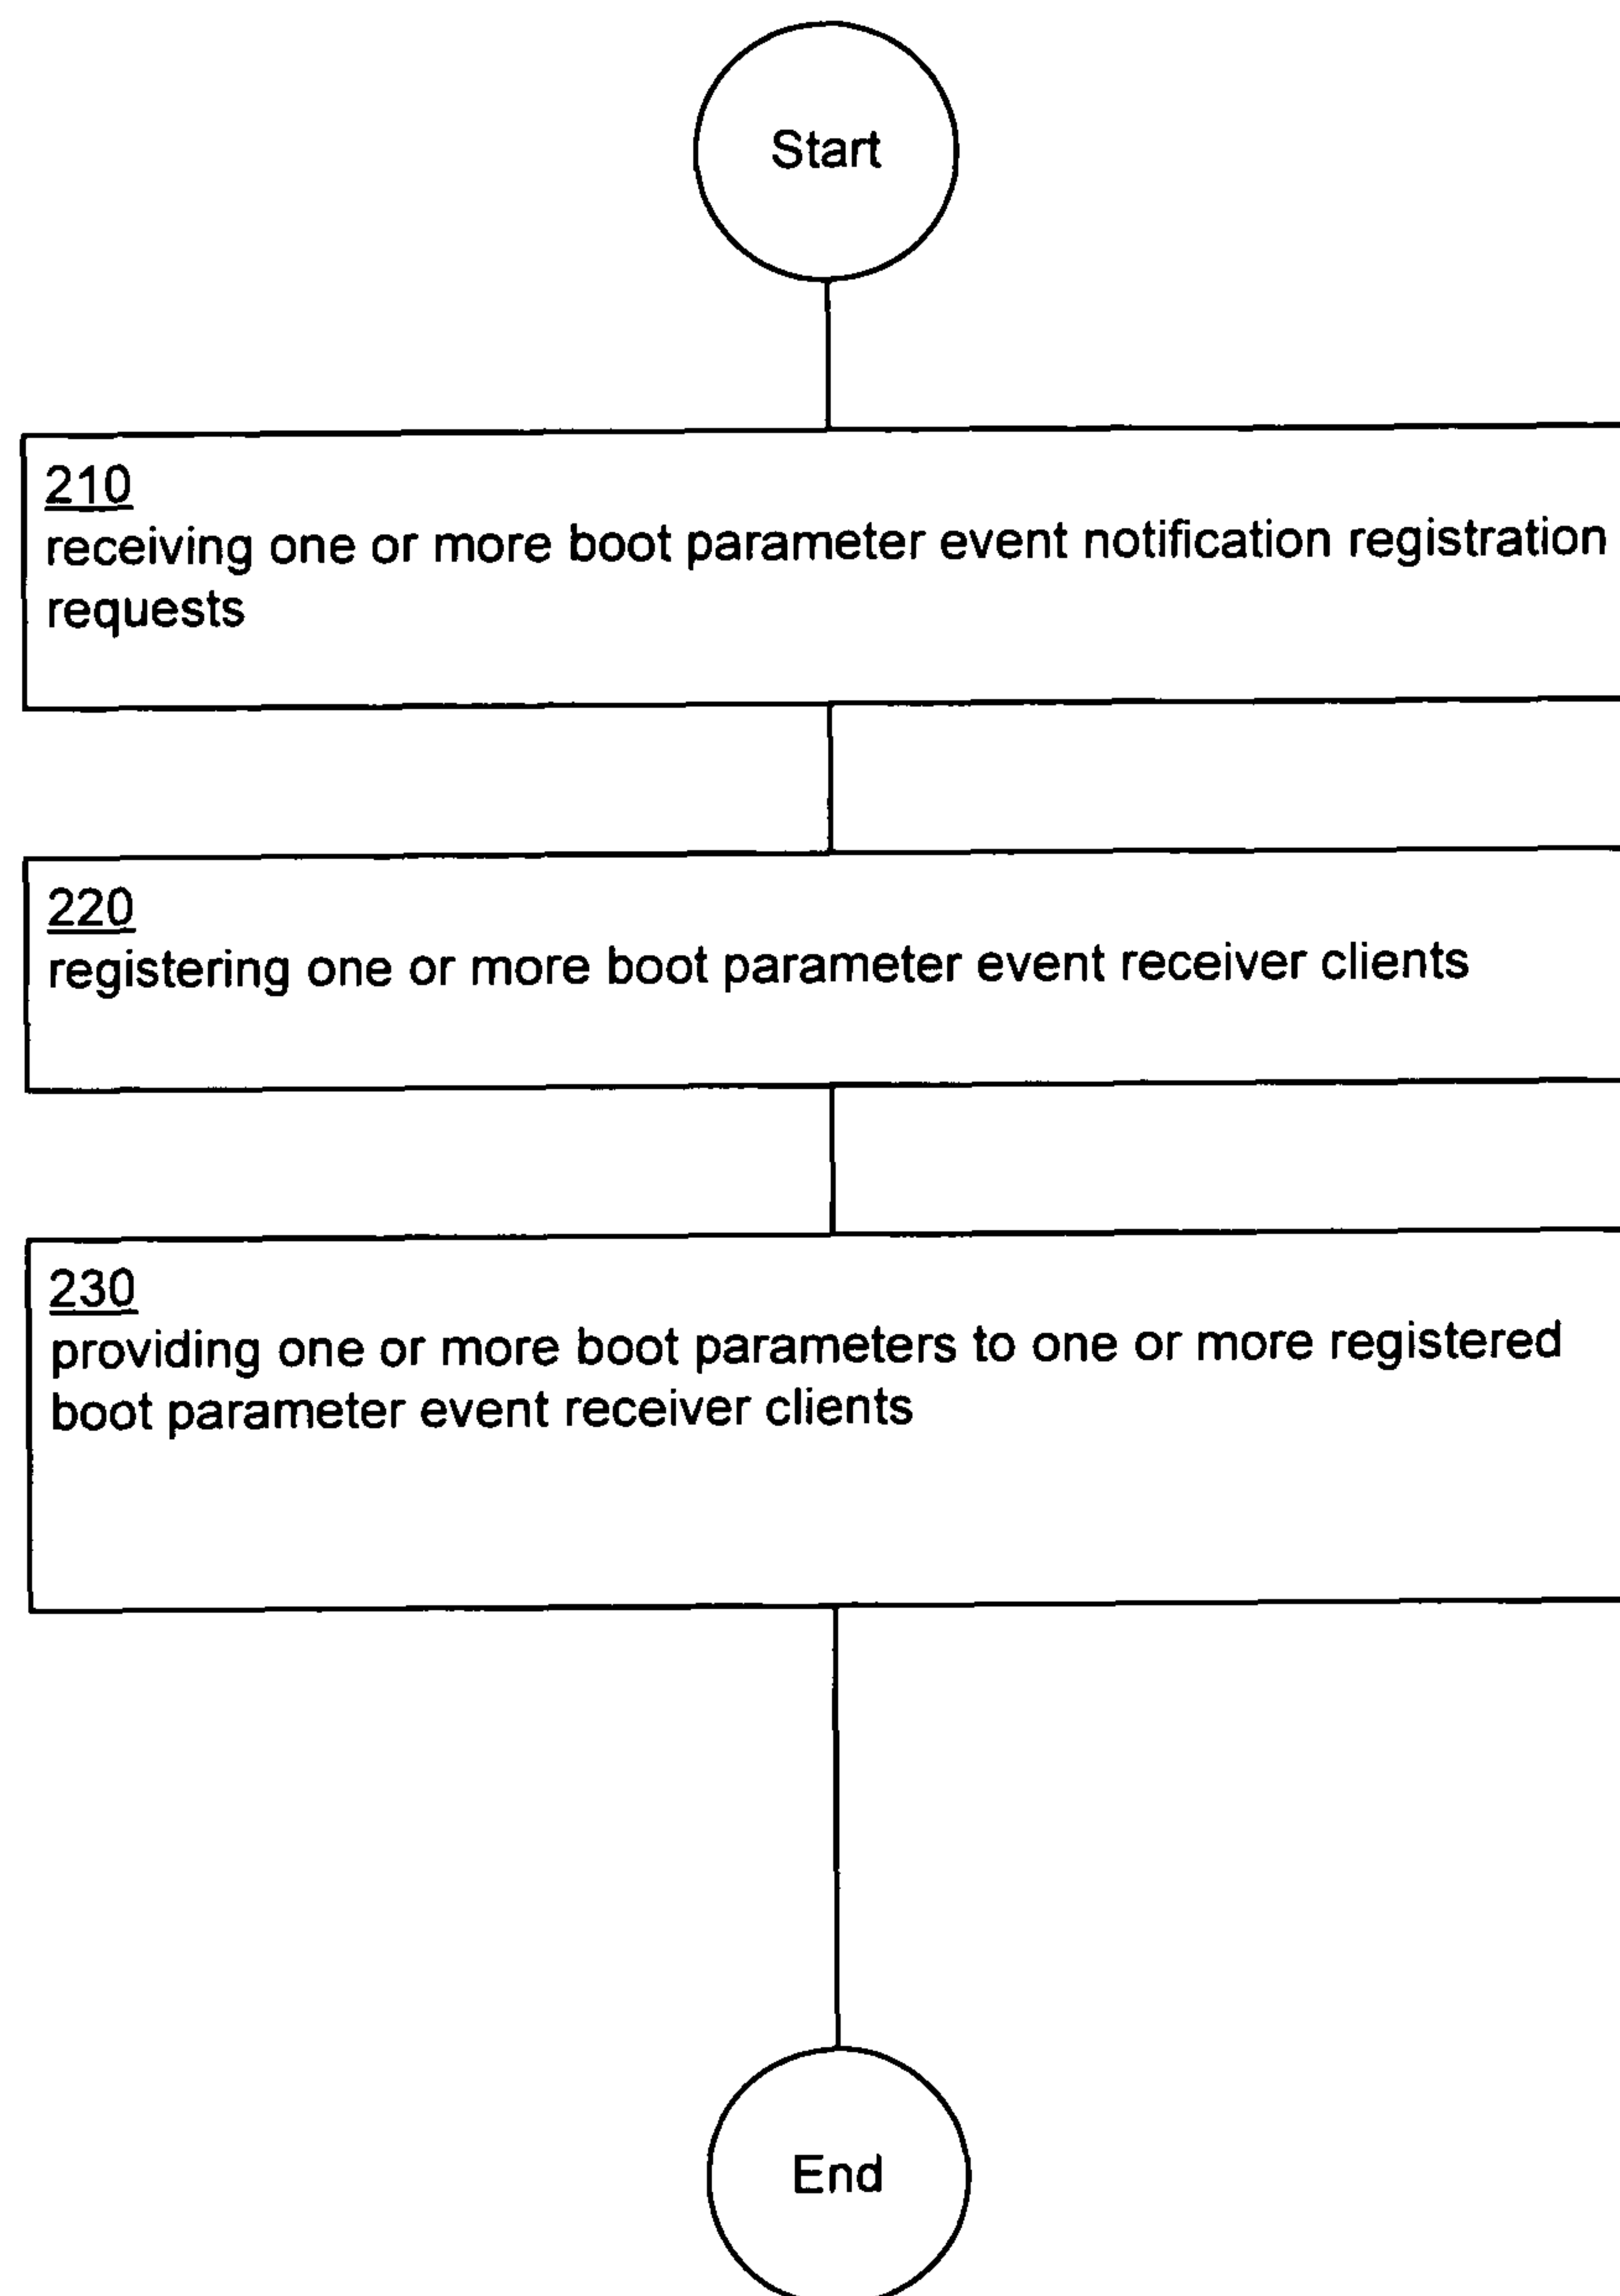 Start
210
receiving one or more boot parameter event notification registration
requests
220
registering one or more boot parameter event receiver clients
230
providing one or more boot parameters to one or more registered
boot parameter event receiver clients
End